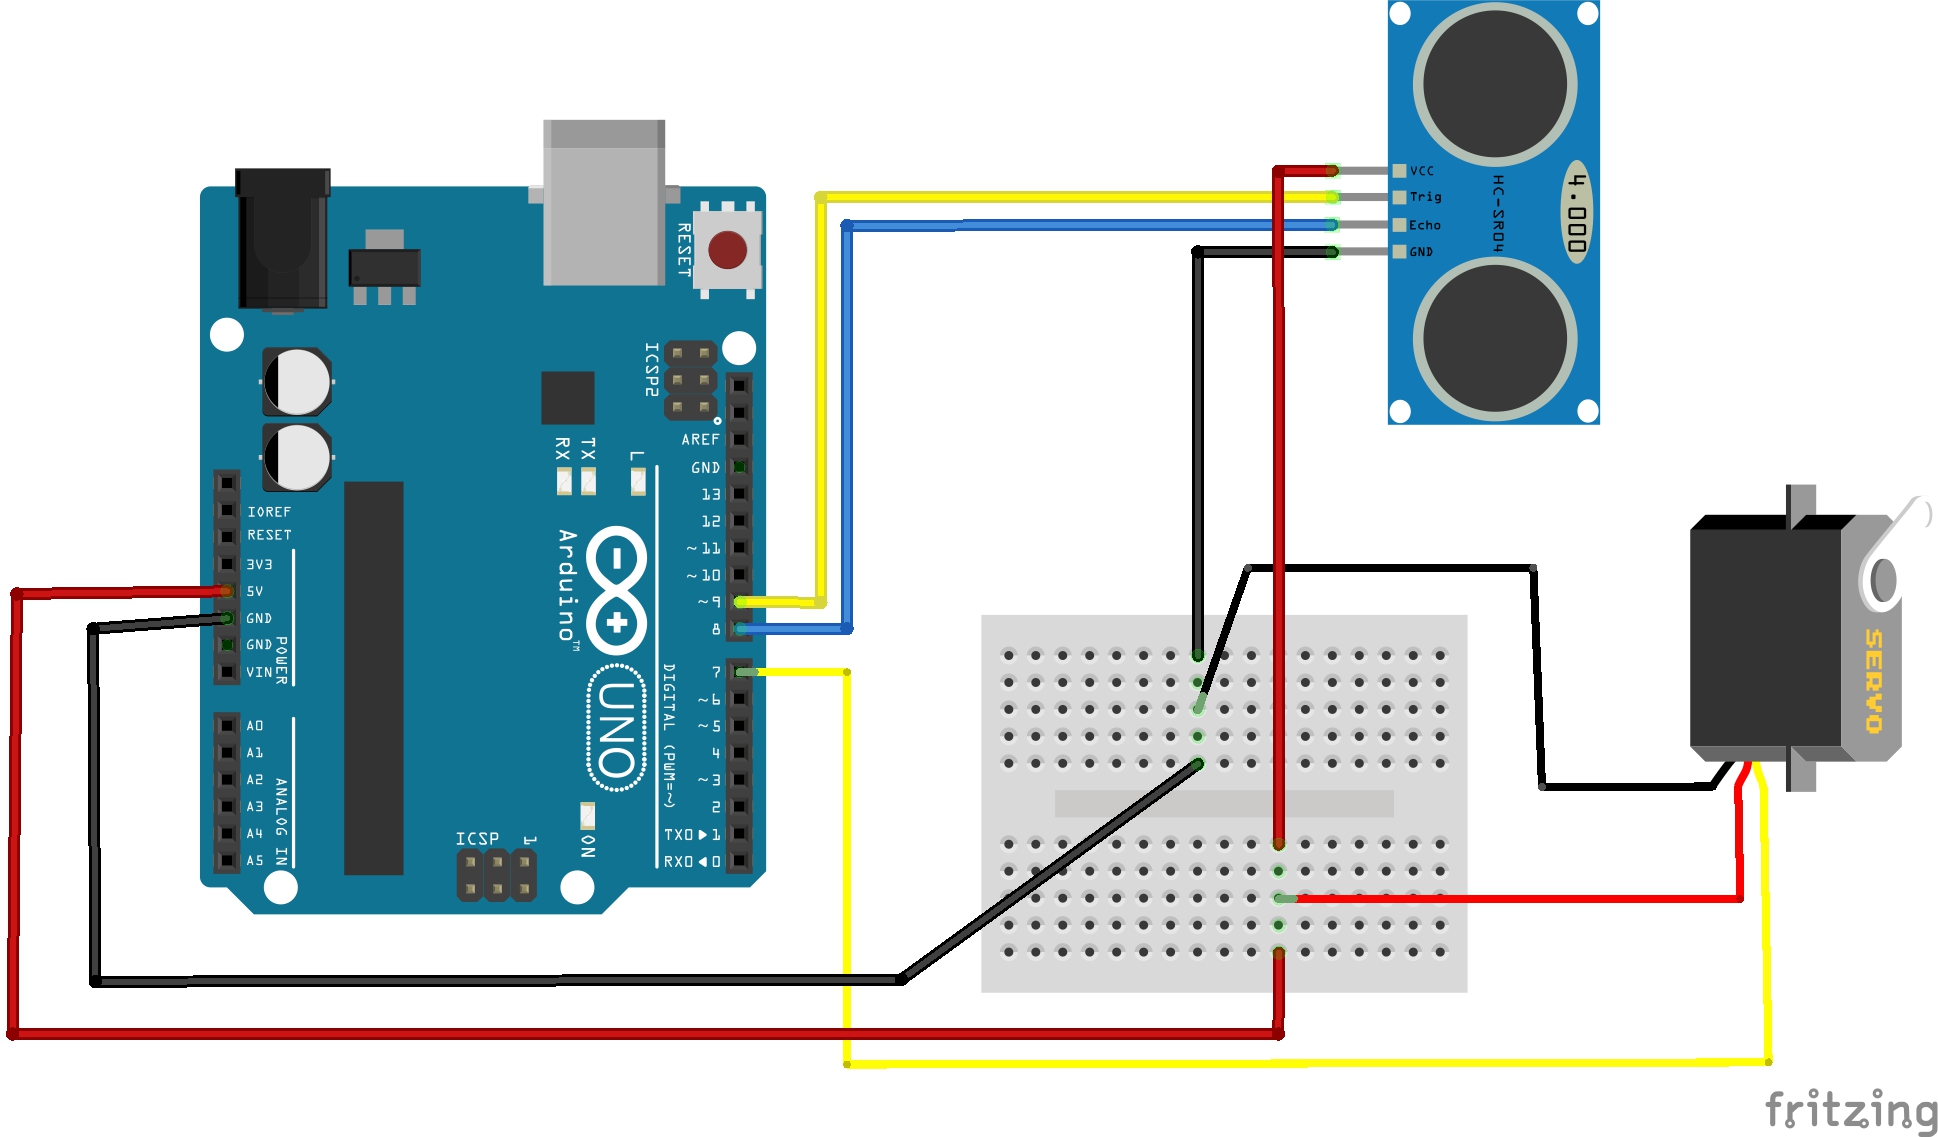 VCC
Trig
Echo
GND
HC-SR04
4.000
RESET
ICSP2
AREF
GND
13
12
~11
~10
~9
8
7
~6
~5
4
~3
2
TX0▶1
RX0◀0
RX
TX
L
IOREF
RESET
3V3
5V
GND
GND
VIN
POWER
A0
A1
A2
A3
A4
A5
ANALOG IN
Arduino™
UNO
DIGITAL (PWM=~)
ICSP
1
ON
SERVO
fritzing